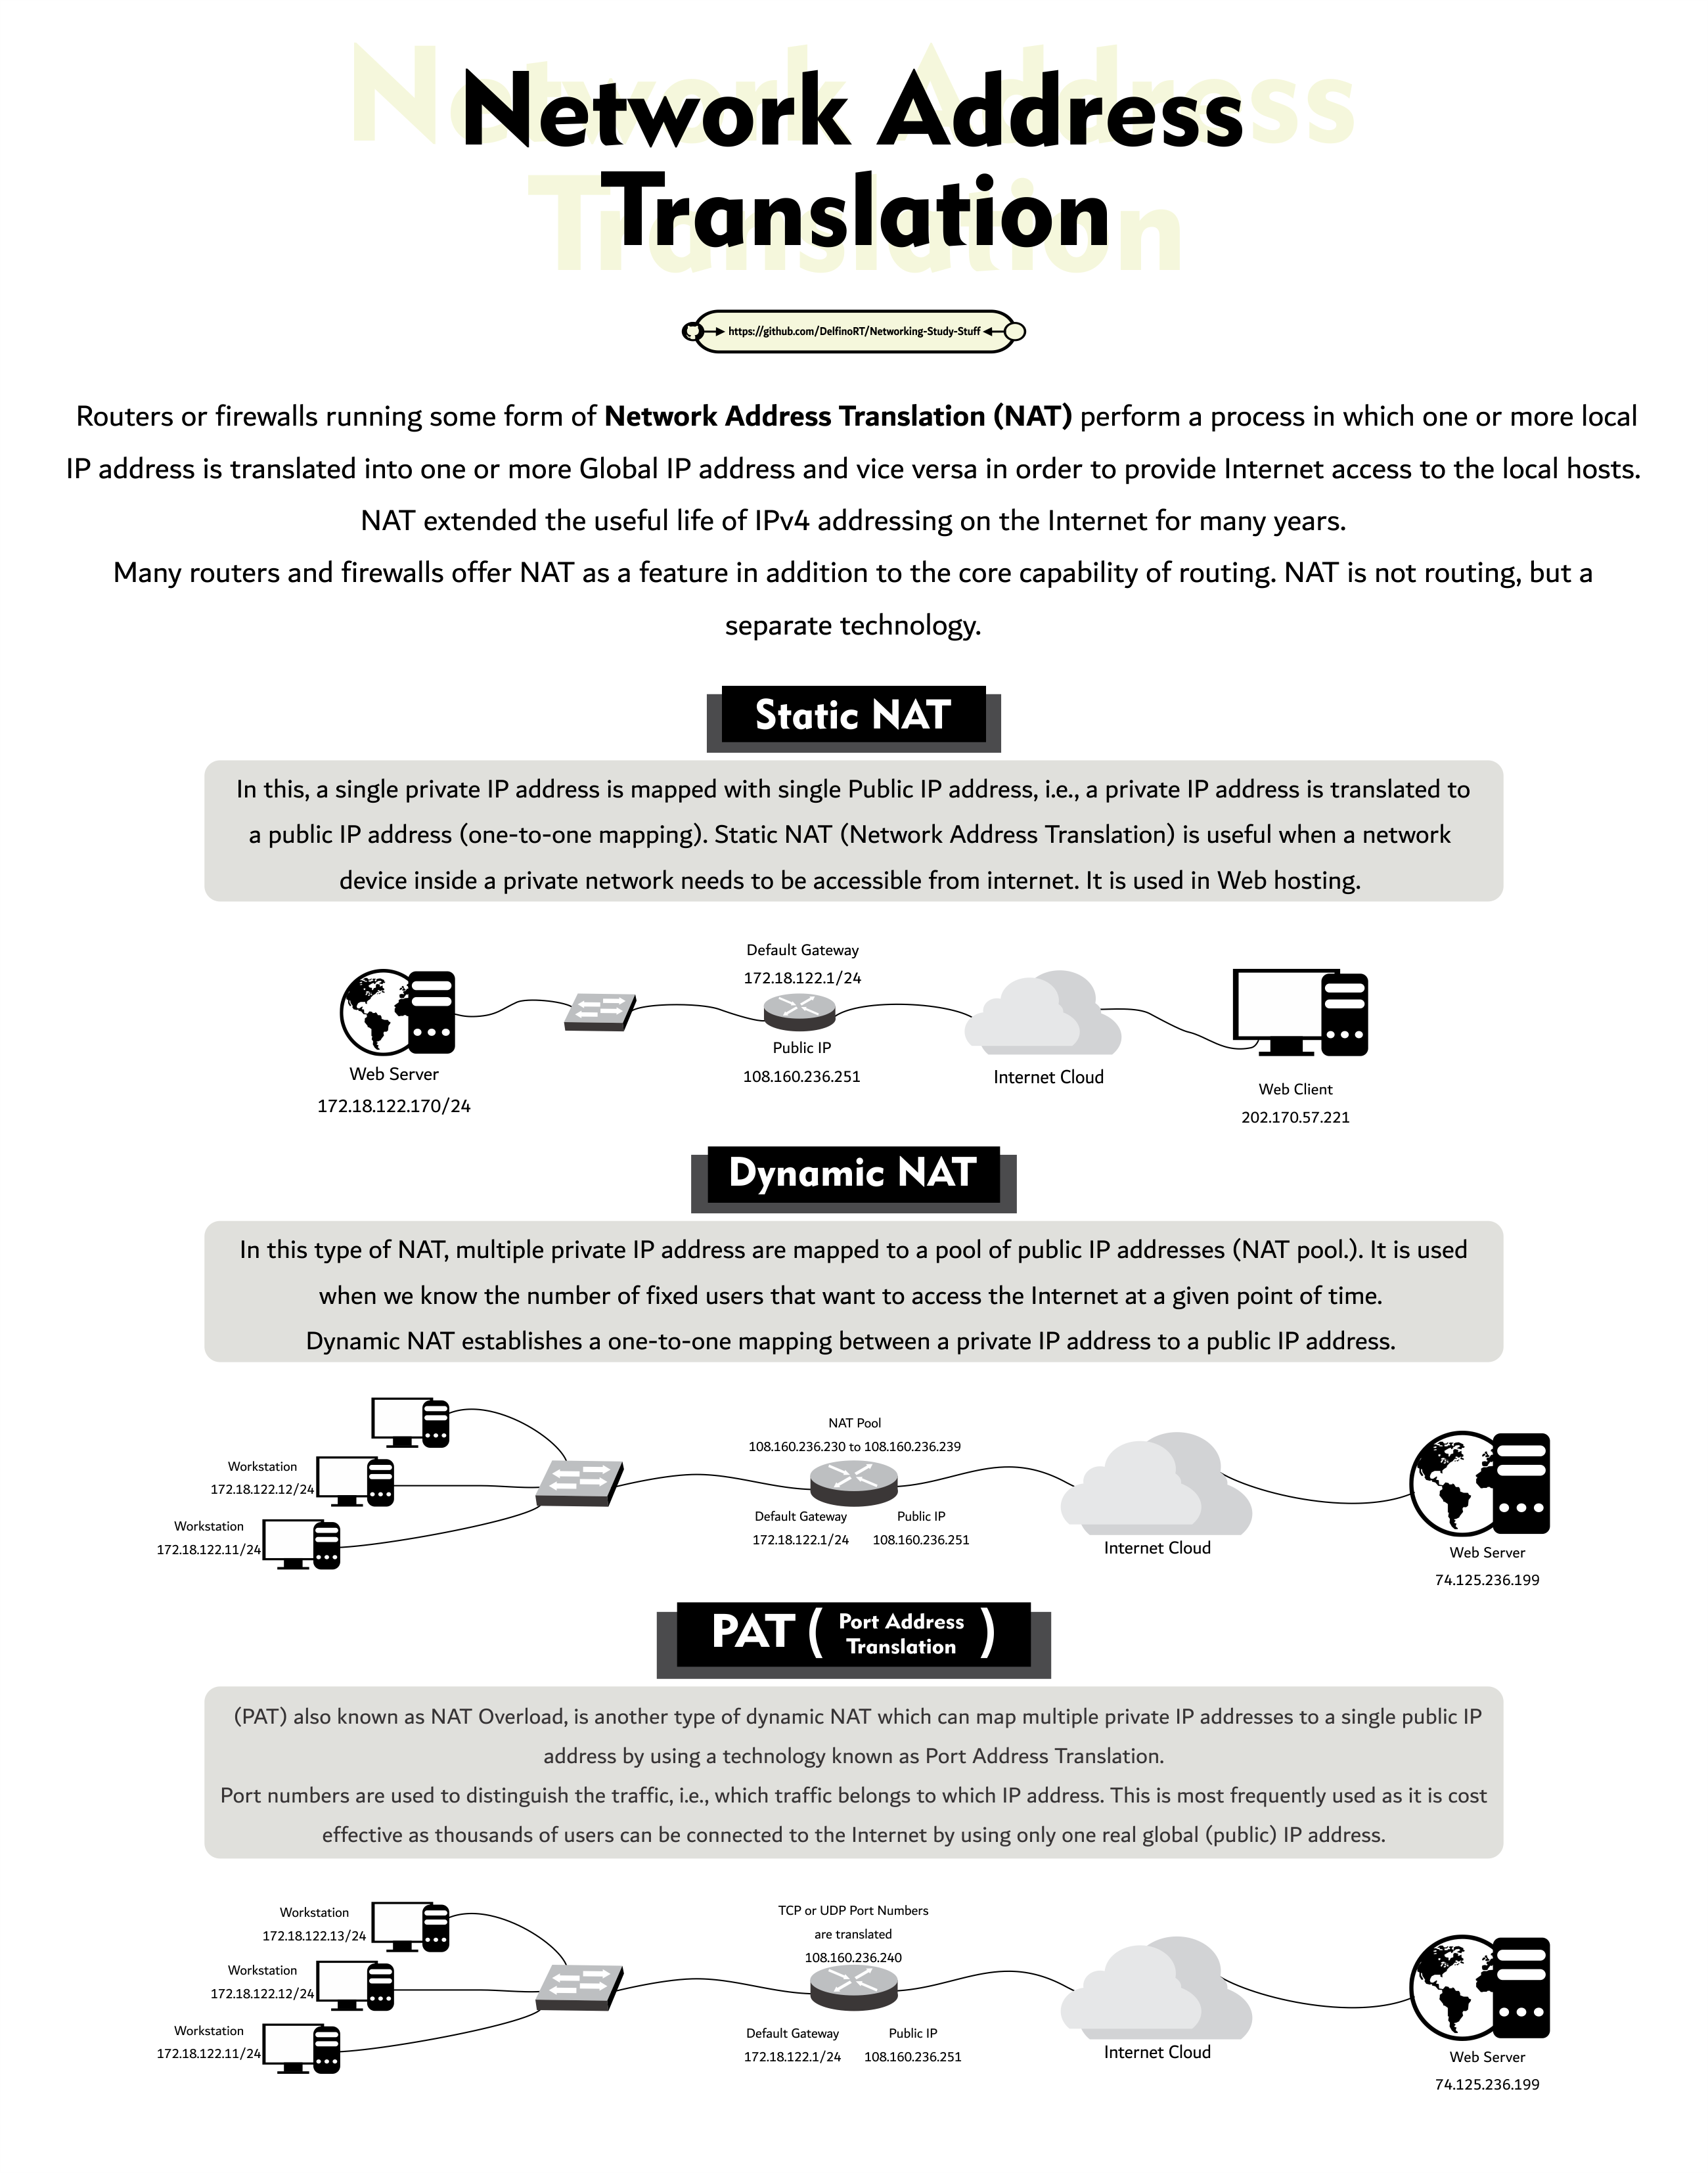 Network Address
Translation
https://github.com/DelfinoRT/Networking-Study-Stuff
Routers or firewalls running some form of Network Address Translation (NAT) perform a process in which one or more local
IP address is translated into one or more Global IP address and vice versa in order to provide Internet access to the local hosts.
NAT extended the useful life of IPv4 addressing on the Internet for many years.
Many routers and firewalls offer NAT as a feature in addition to the core capability of routing. NAT is not routing, but a
separate technology.
Static NAT
In this, a single private IP address is mapped with single Public IP address, i.e., a private IP address is translated to
a public IP address (one-to-one mapping). Static NAT (Network Address Translation) is useful when a network
device inside a private network needs to be accessible from internet. It is used in Web hosting.
Default Gateway
172.18.122.1/24
Public IP
108.160.236.251
Web Server
172.18.122.170/24
Internet Cloud
Web Client
202.170.57.221
Dynamic NAT
In this type of NAT, multiple private IP address are mapped to a pool of public IP addresses (NAT pool.). It is used
when we know the number of fixed users that want to access the Internet at a given point of time.
Dynamic NAT establishes a one-to-one mapping between a private IP address to a public IP address.
Workstation
172.18.122.12/24
Workstation
172.18.122.11/24
NAT Pool
108.160.236.230 to 108.160.236.239
Default Gateway
172.18.122.1/24
Public IP
108.160.236.251
Internet Cloud
Web Server
74.125.236.199
PAT ( Port Address
Translation )
(PAT) also known as NAT Overload, is another type of dynamic NAT which can map multiple private IP addresses to a single public IP
address by using a technology known as Port Address Translation.
Port numbers are used to distinguish the traffic, i.e., which traffic belongs to which IP address. This is most frequently used as it is cost
effective as thousands of users can be connected to the Internet by using only one real global (public) IP address.
Workstation
172.18.122.13/24
Workstation
172.18.122.12/24
Workstation
172.18.122.11/24
TCP or UDP Port Numbers
are translated
108.160.236.240
Default Gateway
172.18.122.1/24
Public IP
108.160.236.251
Internet Cloud
Web Server
74.125.236.199